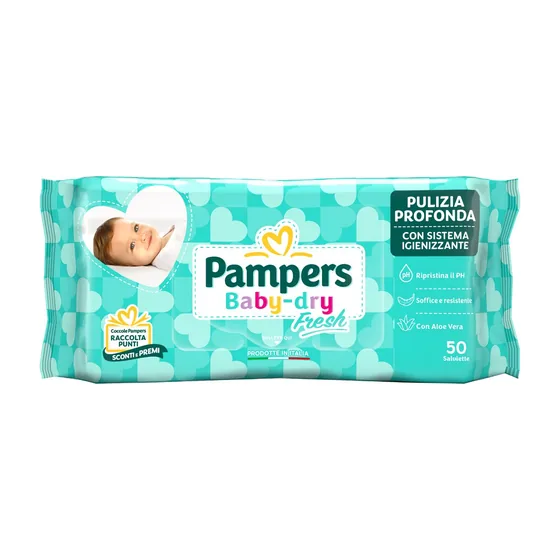 Pampers
Baby-dry
Fresh
PRODOTTE IN ITALIA
Coccole Pampers
RACCOLTA
PUNTI
SCONTI e PREMI
PULIZIA
PROFONDA
CON SISTEMA
IGIENIZZANTE
pH
Ripristina il PH
Soffice e resistente
Con Aloe Vera
50
Salviette